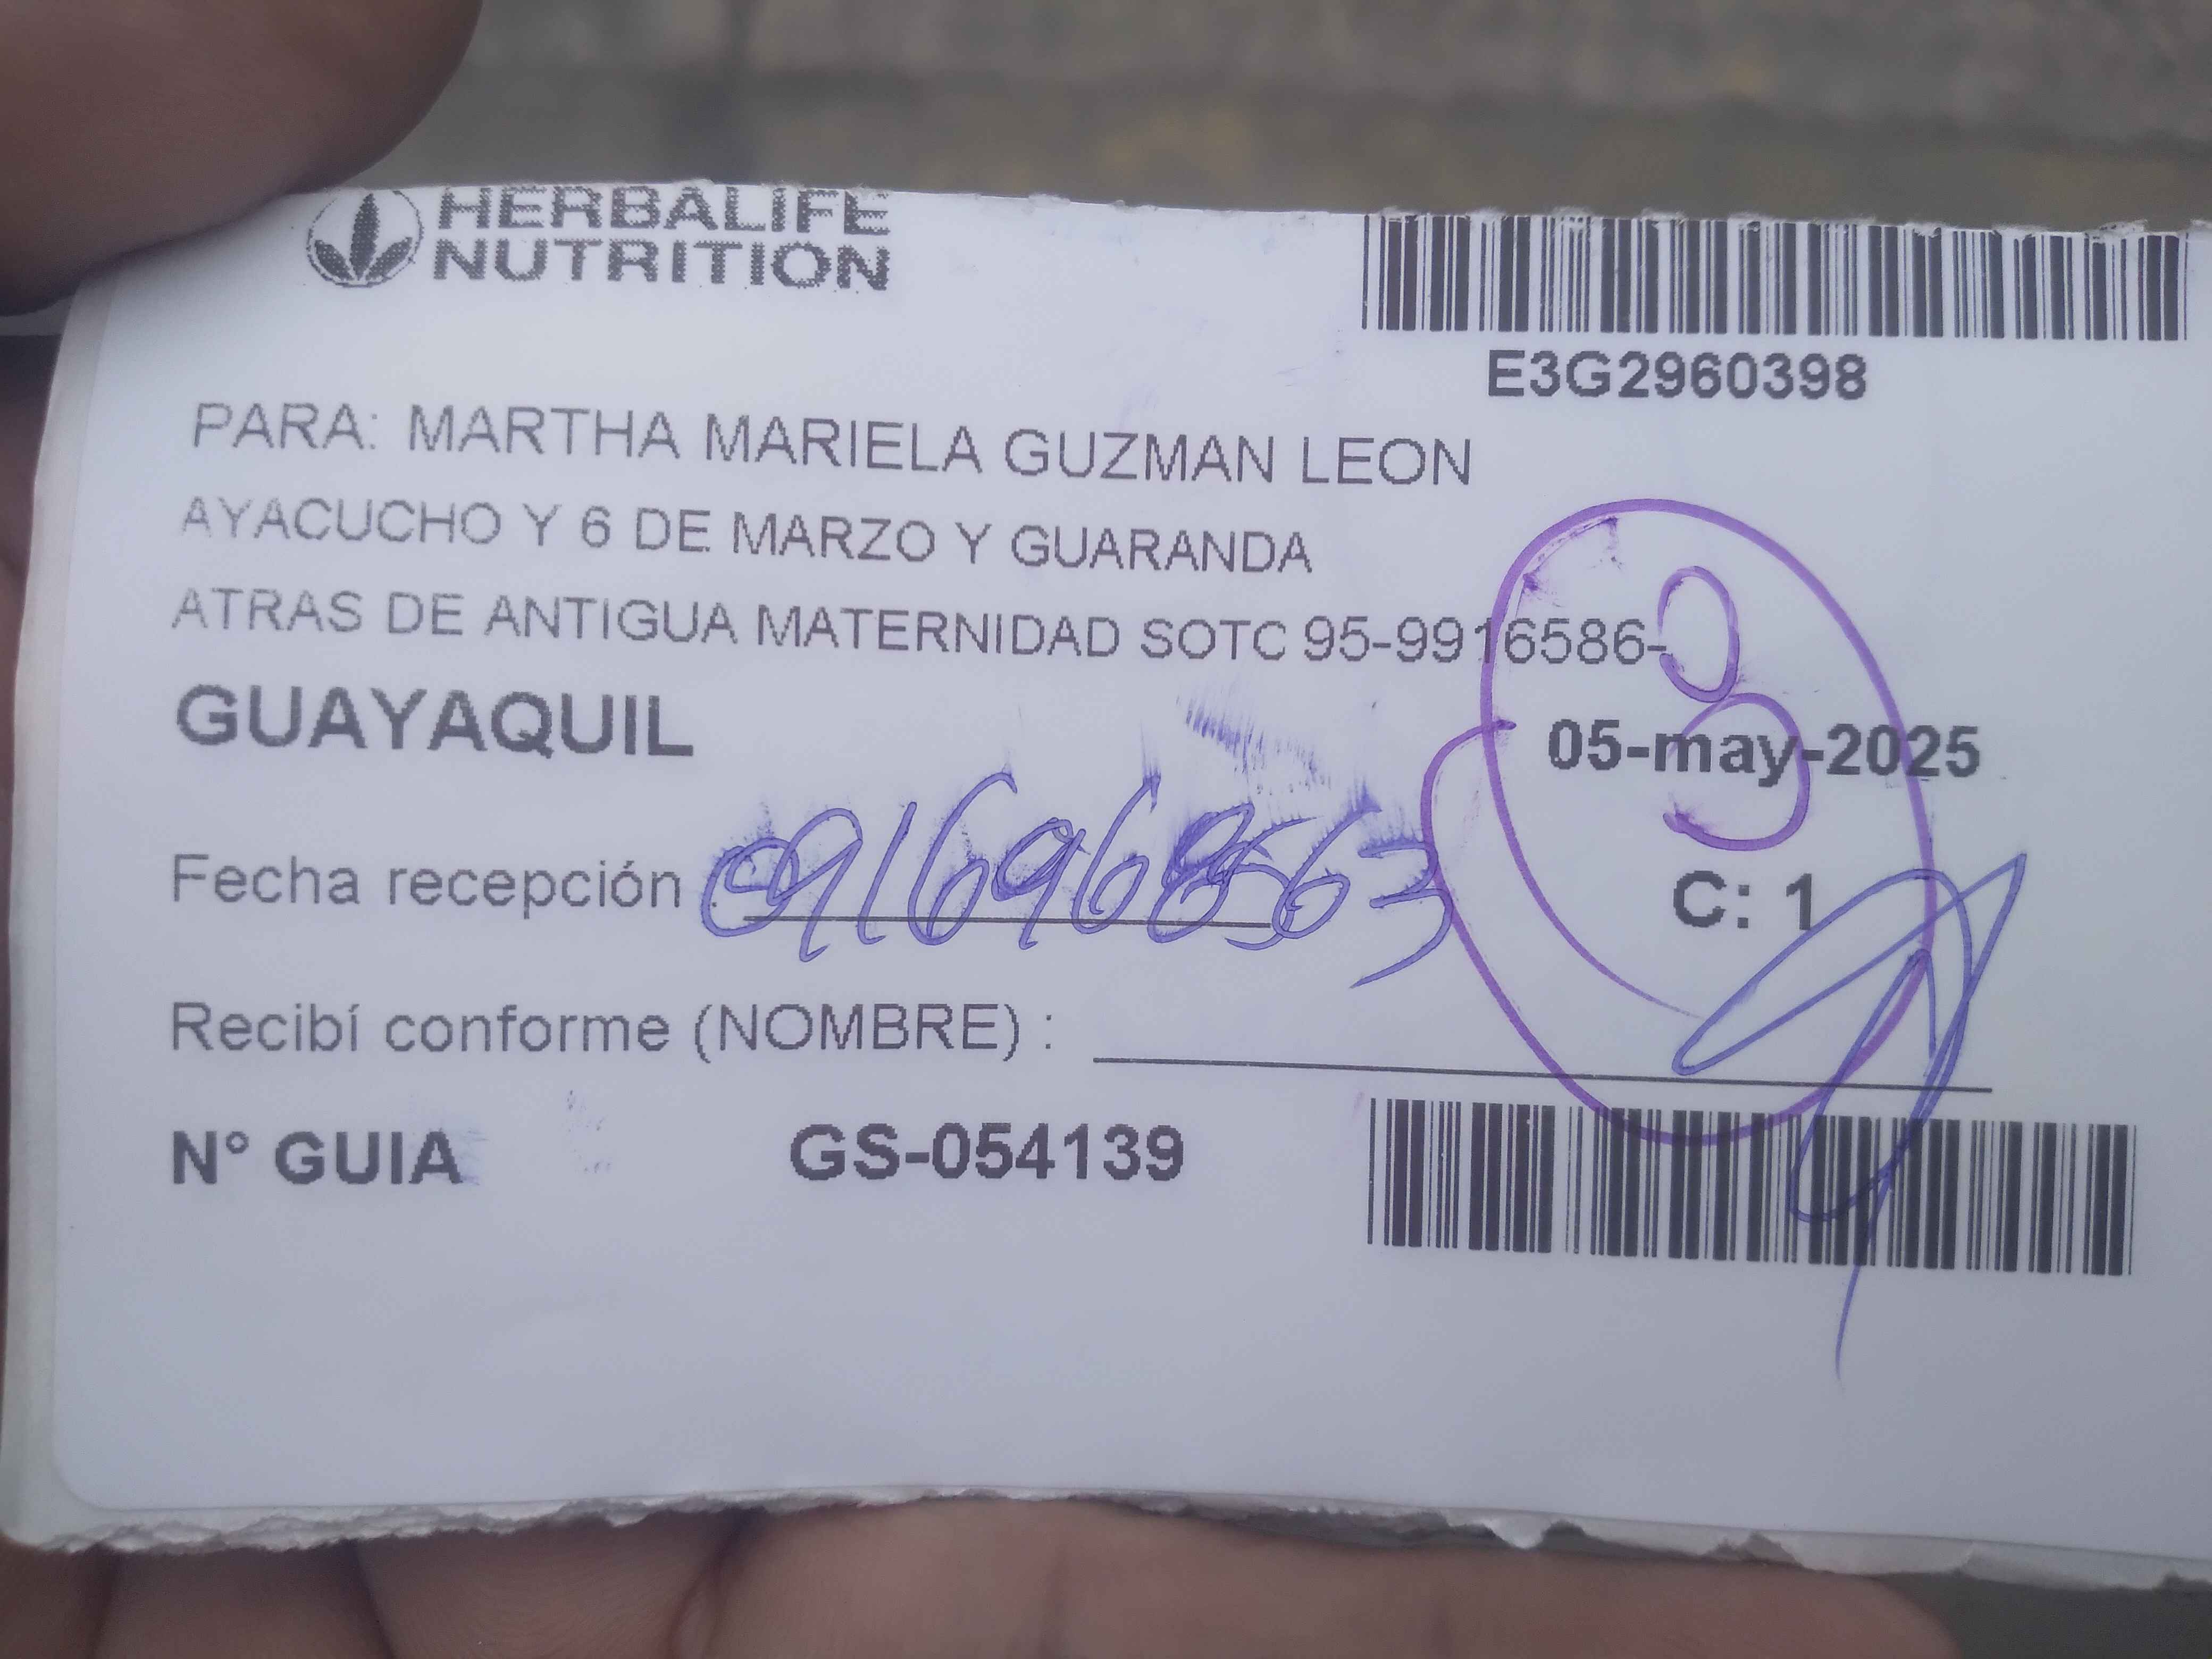 HERBALIFE
NUTRITION
E3G2960398
PARA: MARTHA MARIELA GUZMAN LEON
AYACUCHO Y 6 DE MARZO Y GUARANDA
ATRAS DE ANTIGUA MATERNIDAD SOTC 95-9916586-
GUAYAQUIL
05-may-2025
Fecha recepción :
C: 1
Recibí conforme (NOMBRE) :
N° GUIA GS-054139